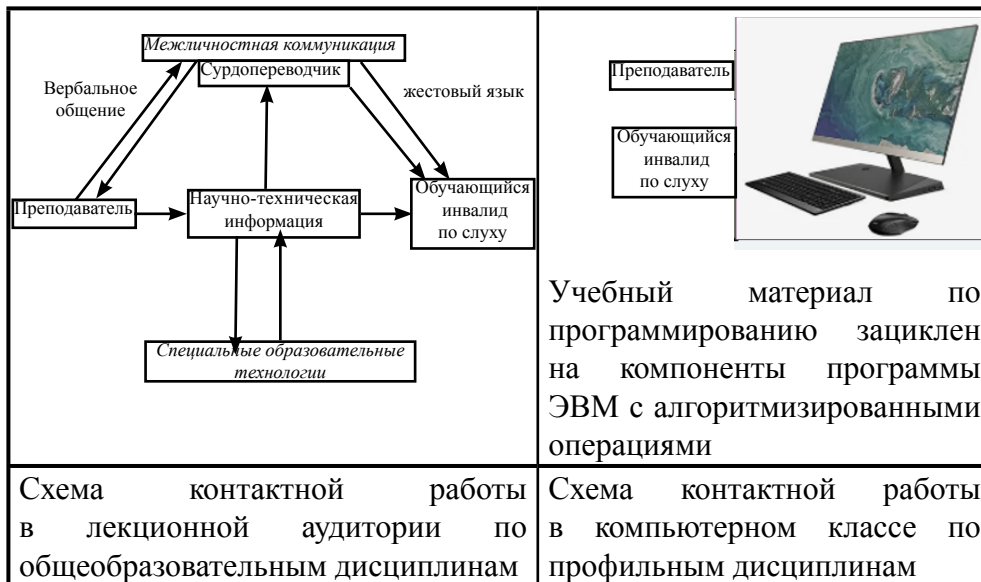 Межличностная коммуникация
Сурдопереводчик
Вербальное
общение
жестовый язык
Преподаватель
Научно-техническая
информация
Обучающийся
инвалид
по слуху
Специальные образовательные
технологии
Преподаватель
Обучающийся
инвалид
по слуху
Учебный материал по
программированию зациклен
на компоненты программы
ЭВМ с алгоритмизированными
операциями
Схема контактной работы
в лекционной аудитории по
общеобразовательным дисциплинам
Схема контактной работы
в компьютерном классе по
профильным дисциплинам